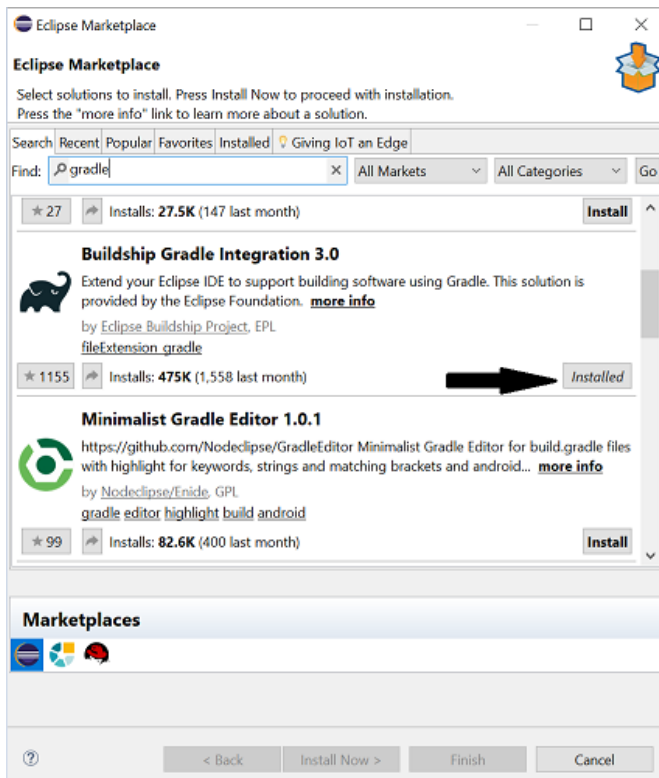 Eclipse Marketplace
Eclipse Marketplace
Select solutions to install. Press Install Now to proceed with installation.
Press the "more info" link to learn more about a solution.
Search Recent Popular Favorites Installed Giving IoT an Edge
Find: gradle All Markets All Categories Go
27 Installs: 27.5K (147 last month) Install
Buildship Gradle Integration 3.0
Extend your Eclipse IDE to support building software using Gradle. This solution is
provided by the Eclipse Foundation. more info
by Eclipse Buildship Project, EPL
fileExtension gradle
1155 Installs: 475K (1,558 last month) Installed
Minimalist Gradle Editor 1.0.1
https://github.com/Nodeclipse/GradleEditor Minimalist Gradle Editor for build.gradle files
with highlight for keywords, strings and matching brackets and android... more info
by Nodeclipse/Enide, GPL
gradle editor highlight build android
99 Installs: 82.6K (400 last month) Install
Marketplaces
? < Back Install Now > Finish Cancel